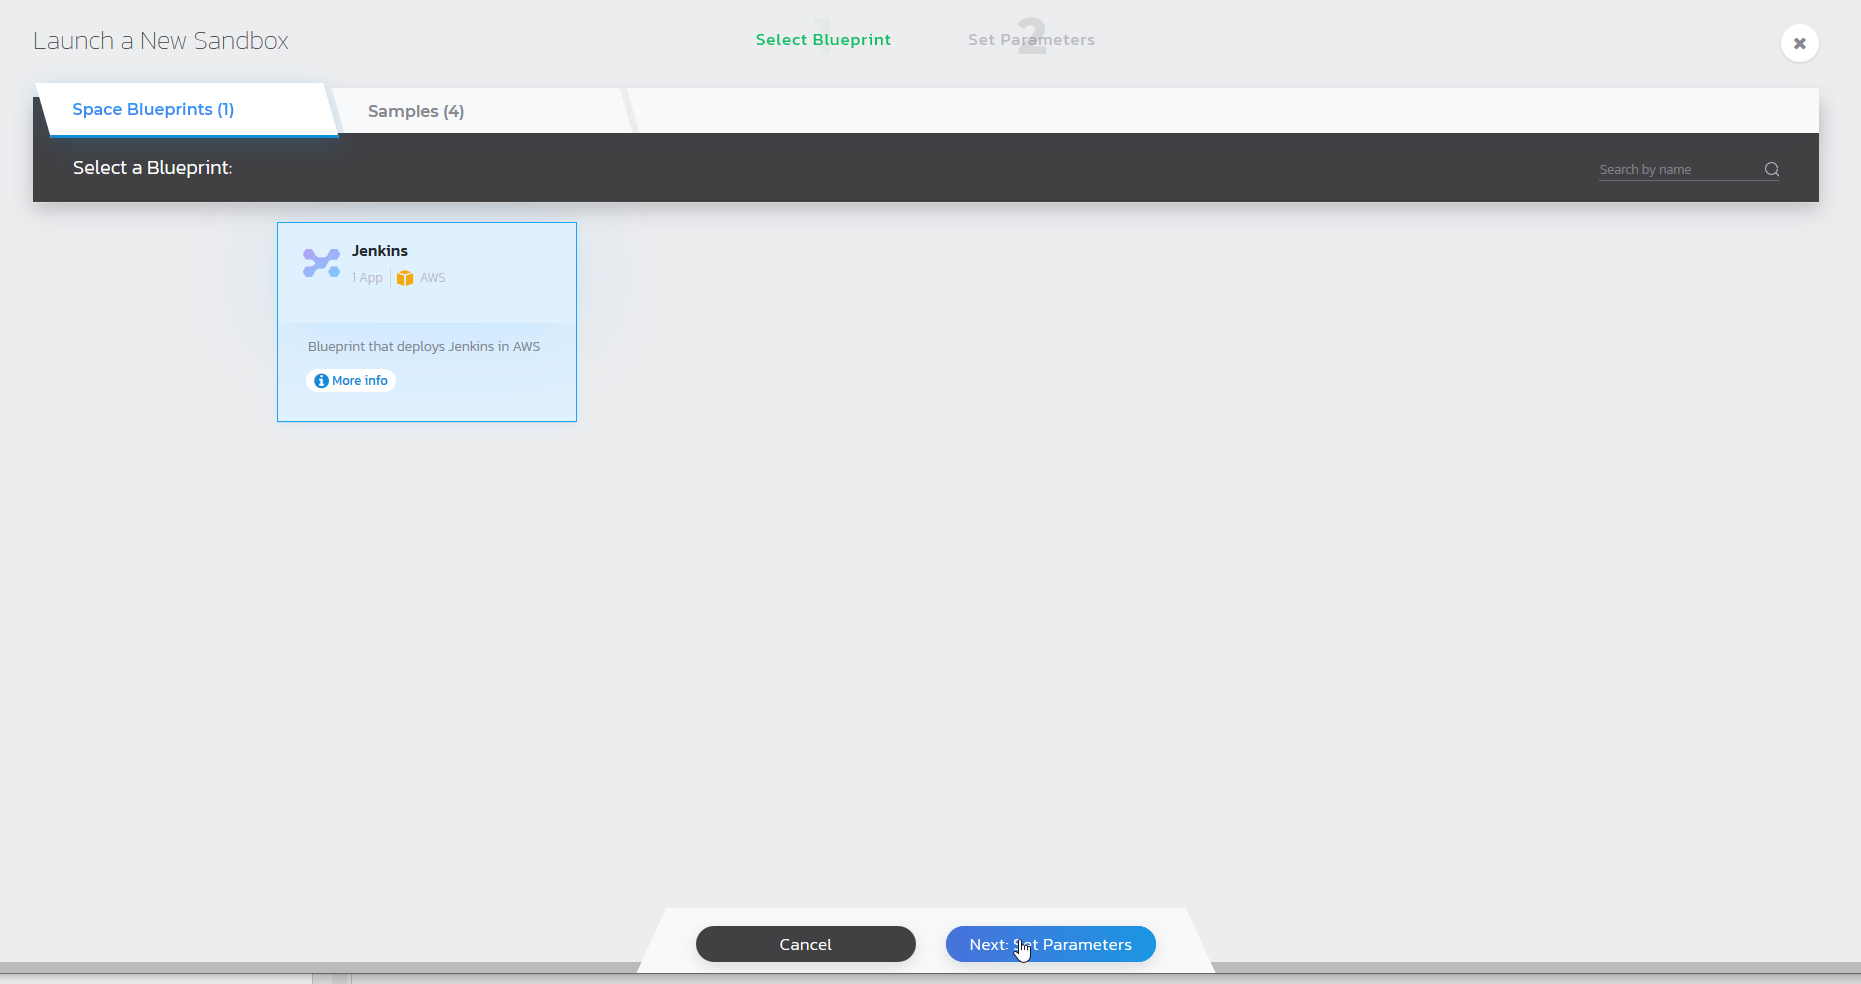 Launch a New Sandbox
1
Select Blueprint
2
Set Parameters
Space Blueprints (1)
Samples (4)
Select a Blueprint:
Search by name
Jenkins
1 App
AWS
Blueprint that deploys Jenkins in AWS
More info
Cancel
Next: Set Parameters